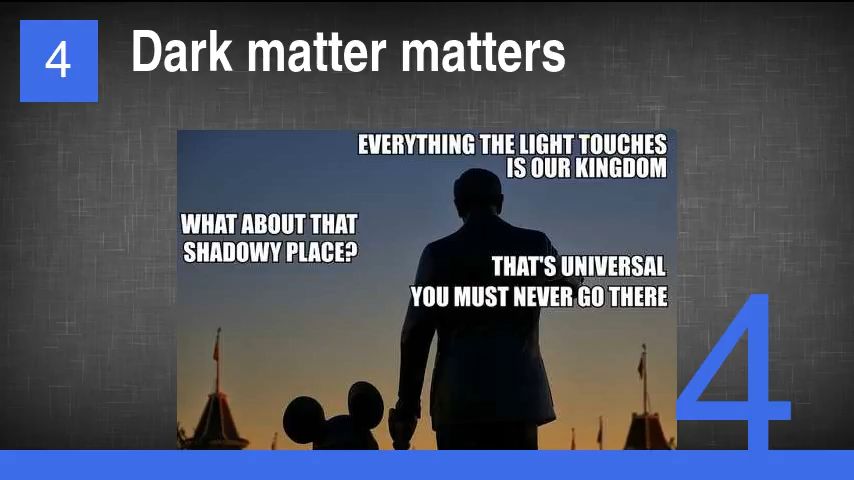 4
Dark matter matters
EVERYTHING THE LIGHT TOUCHES
IS OUR KINGDOM
WHAT ABOUT THAT
SHADOWY PLACE?
THAT'S UNIVERSAL
YOU MUST NEVER GO THERE
4